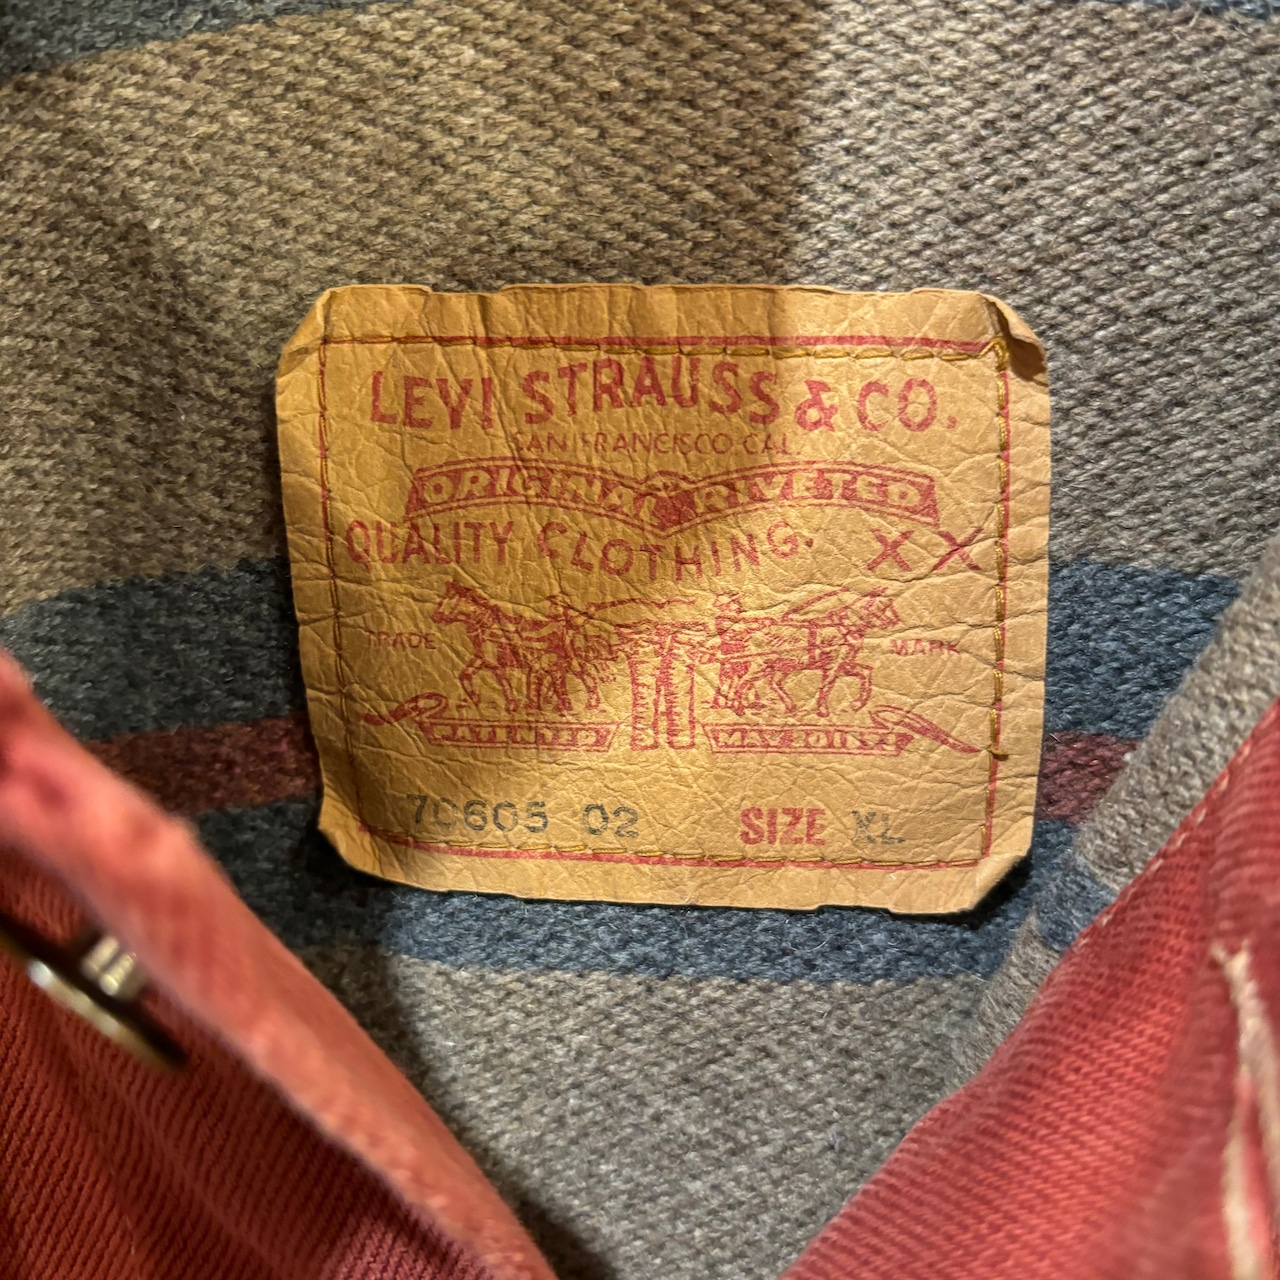 LEVI STRAUSS & CO.
SAN FRANCISCO CAL
ORIGINAL RIVETED
QUALITY CLOTHING. XX
TRADE MARK
PATENTED MAY 20 1873
70605 02 SIZE XL